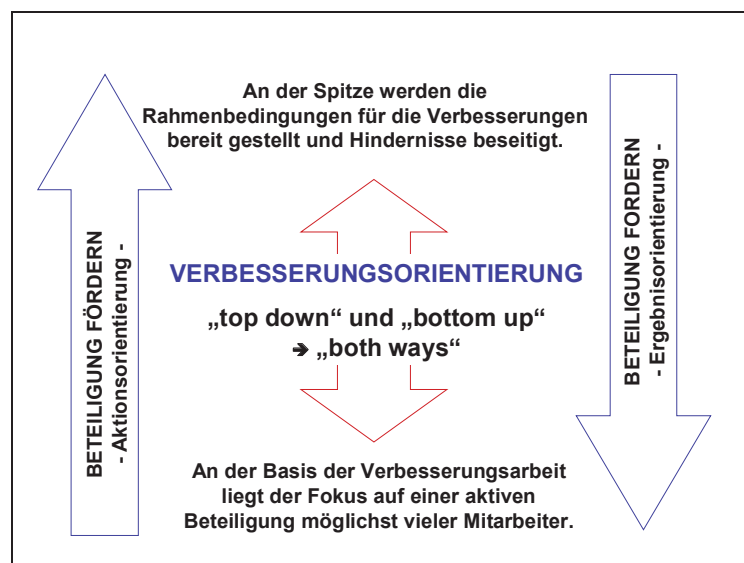 An der Spitze werden die
Rahmenbedingungen für die Verbesserungen
bereit gestellt und Hindernisse beseitigt.
BETEILIGUNG FÖRDERN
- Aktionsorientierung -
VERBESSERUNGSORIENTIERUNG
„top down“ und „bottom up“
➔ „both ways“
BETEILIGUNG FORDERN
- Ergebnisorientierung -
An der Basis der Verbesserungsarbeit
liegt der Fokus auf einer aktiven
Beteiligung möglichst vieler Mitarbeiter.